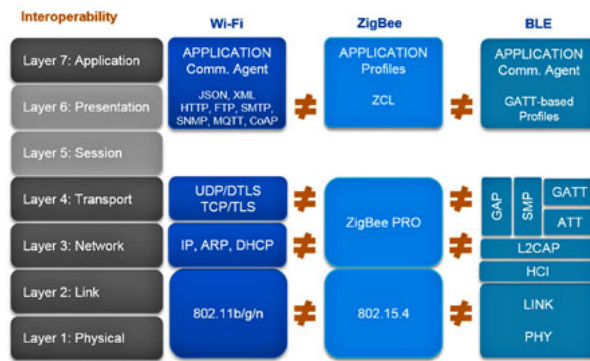 Interoperability
Wi-Fi
ZigBee
BLE
Layer 7: Application
Layer 6: Presentation
Layer 5: Session
Layer 4: Transport
Layer 3: Network
Layer 2: Link
Layer 1: Physical
APPLICATION
Comm. Agent
JSON, XML
HTTP, FTP, SMTP,
SNMP, MQTT, CoAP
≠
APPLICATION
Profiles
ZCL
≠
APPLICATION
Comm. Agent
GATT-based
Profiles
UDP/DTLS
TCP/TLS
≠
IP, ARP, DHCP
≠
ZigBee PRO
≠
≠
GAP
SMP
GATT
ATT
L2CAP
HCI
802.11b/g/n
≠
802.15.4
≠
LINK
PHY